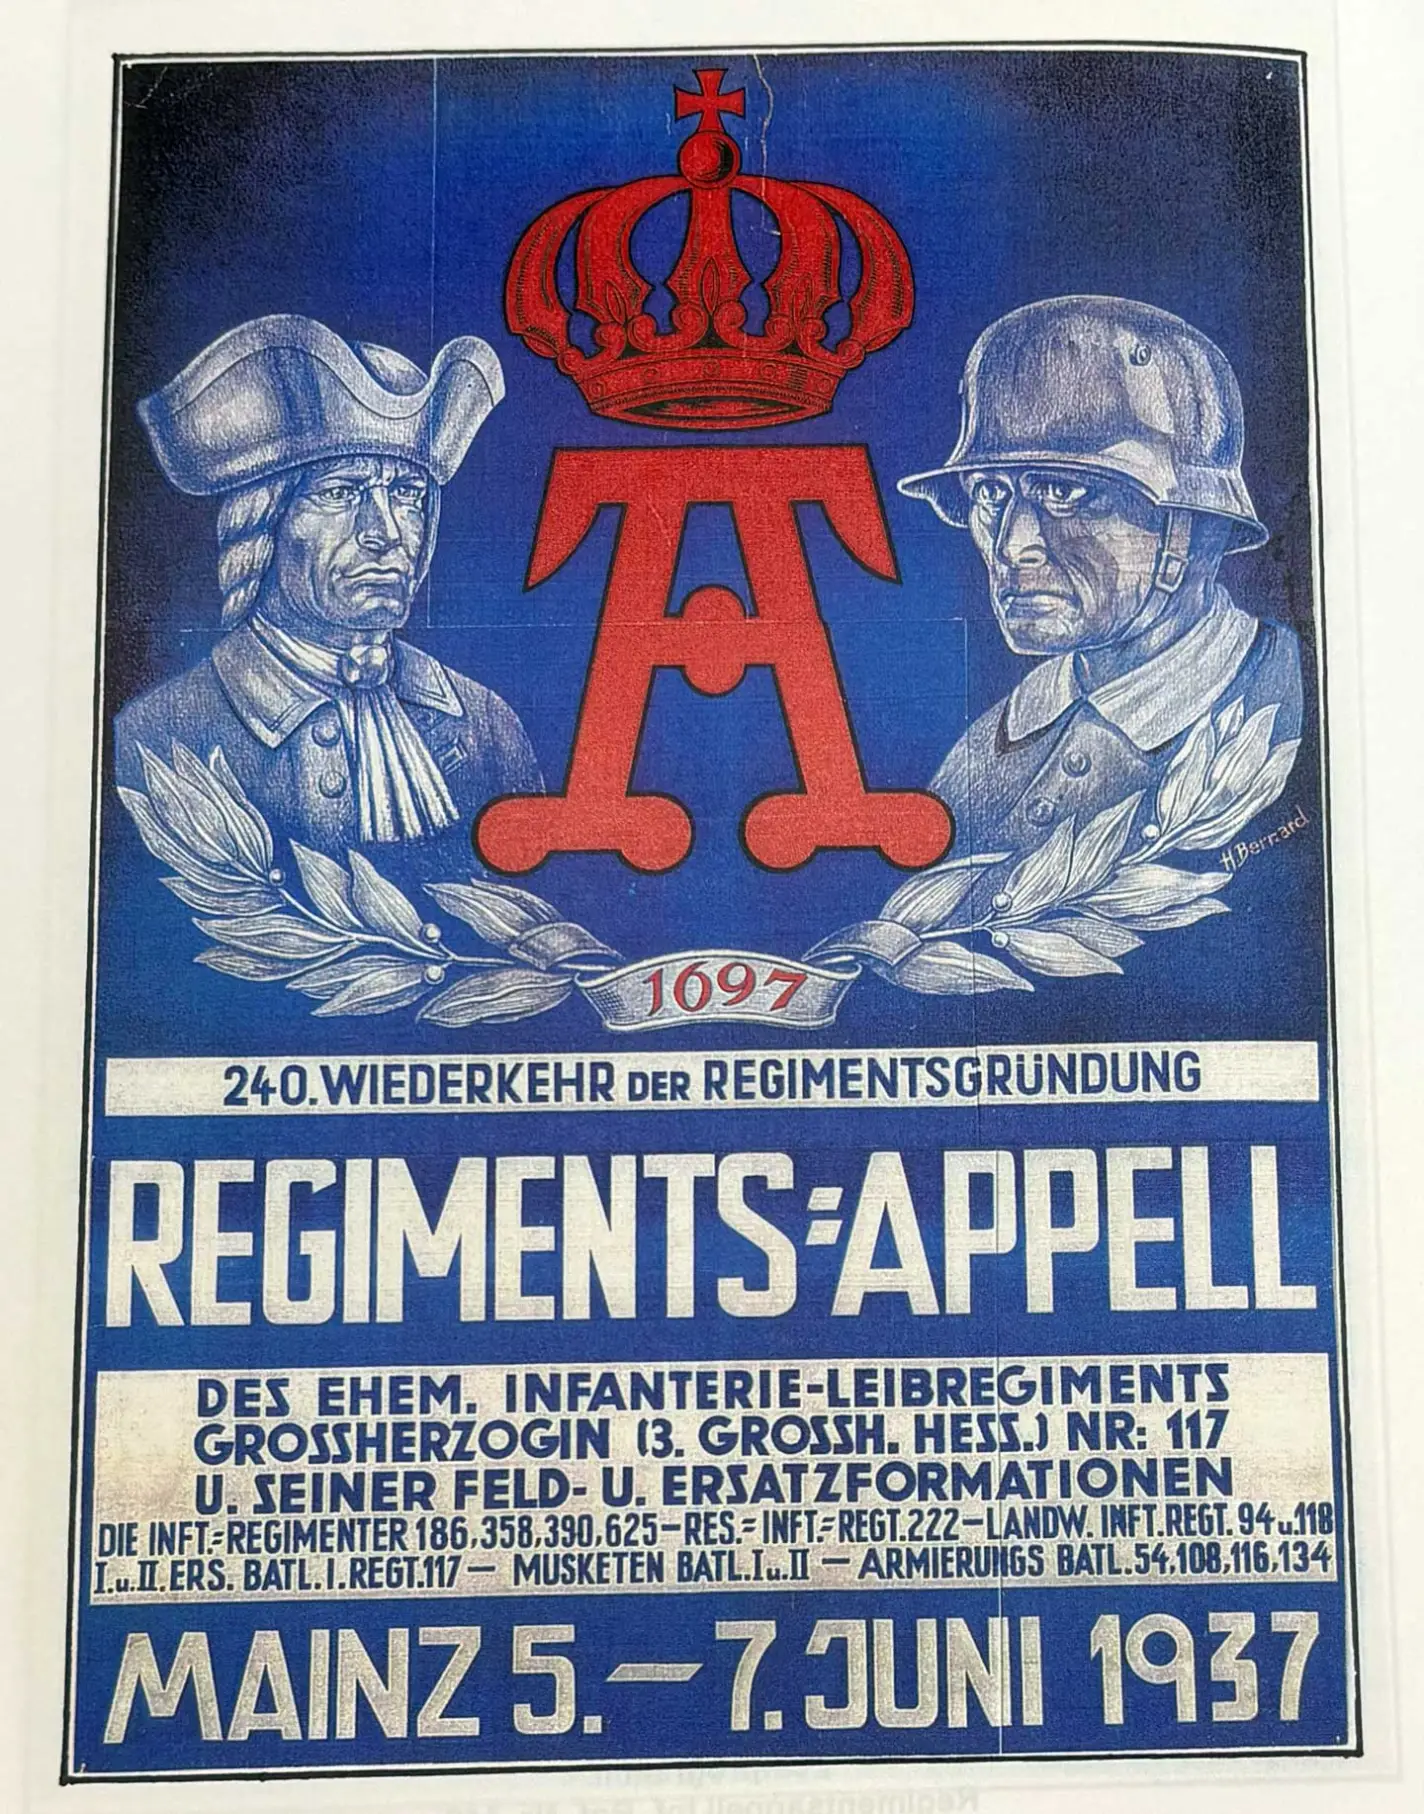 A
H. Bernard
1697
240. WIEDERKEHR DER REGIMENTSGRÜNDUNG
REGIMENTS=APPELL
DES EHEM. INFANTERIE-LEIBREGIMENTS
GROSSHERZOGIN (3. GROSSH. HESS.) NR: 117
U. SEINER FELD- U. ERSATZFORMATIONEN
DIE INFT.=REGIMENTER 186,358,390,625—RES.=INFT.=REGT.222—LANDW. INFT.REGT. 94 u.118
I.u.II.ERS. BATL.I.REGT.117— MUSKETEN BATL.I u.II — ARMIERUNGS BATL.54,108,116,134
MAINZ 5.—7. JUNI 1937